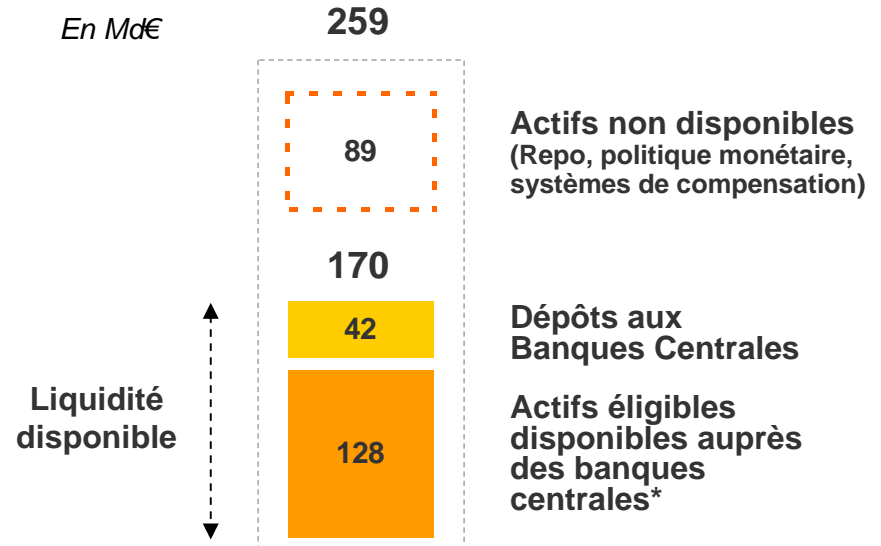 En Md€
259
89
Actifs non disponibles
(Repo, politique monétaire,
systèmes de compensation)
170
42
Dépôts aux
Banques Centrales
Liquidité
disponible
128
Actifs éligibles
disponibles auprès
des banques
centrales*